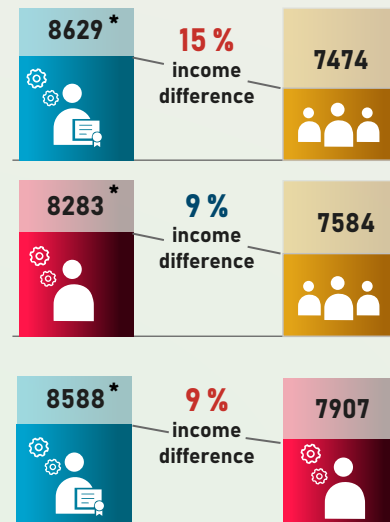 8629 *
15 %
income
difference
7474
8283 *
9 %
income
difference
7584
8588 *
9 %
income
difference
7907